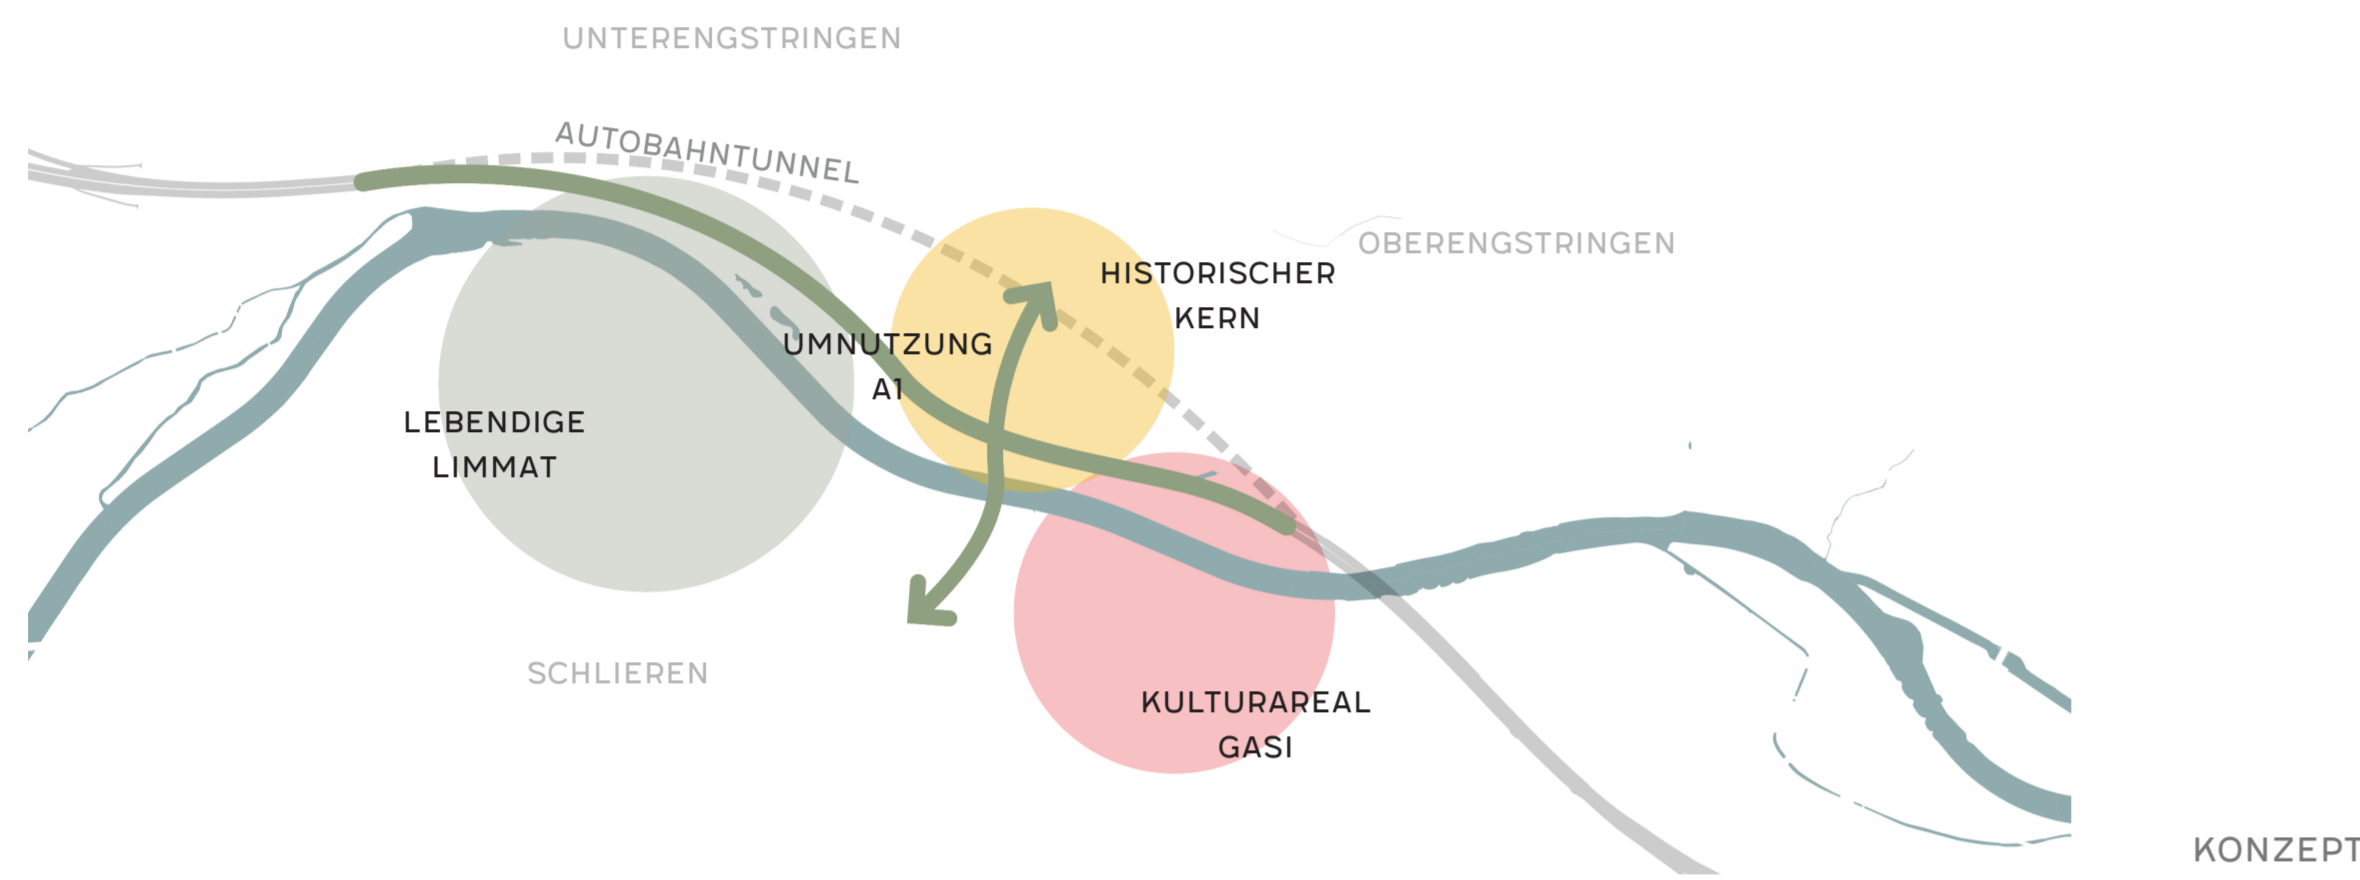 UNTERENGSTRINGEN
AUTOBAHNTUNNEL
OBERENGSTRINGEN
HISTORISCHER
KERN
UMNUTZUNG
A1
LEBENDIGE
LIMMAT
SCHLIEREN
KULTURAREAL
GASI
KONZEPT